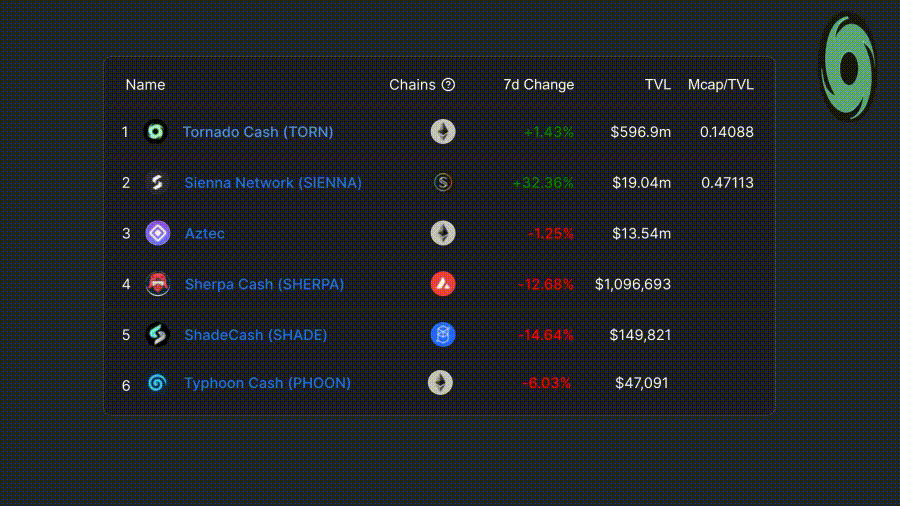 Name Chains ? 7d Change TVL Mcap/TVL
1 Tornado Cash (TORN) +1.43% $596.9m 0.14088
2 Sienna Network (SIENNA) S +32.36% $19.04m 0.47113
3 Aztec -1.25% $13.54m
4 Sherpa Cash (SHERPA) -12.68% $1,096,693
5 ShadeCash (SHADE) -14.64% $149,821
6 Typhoon Cash (PHOON) -6.03% $47,091